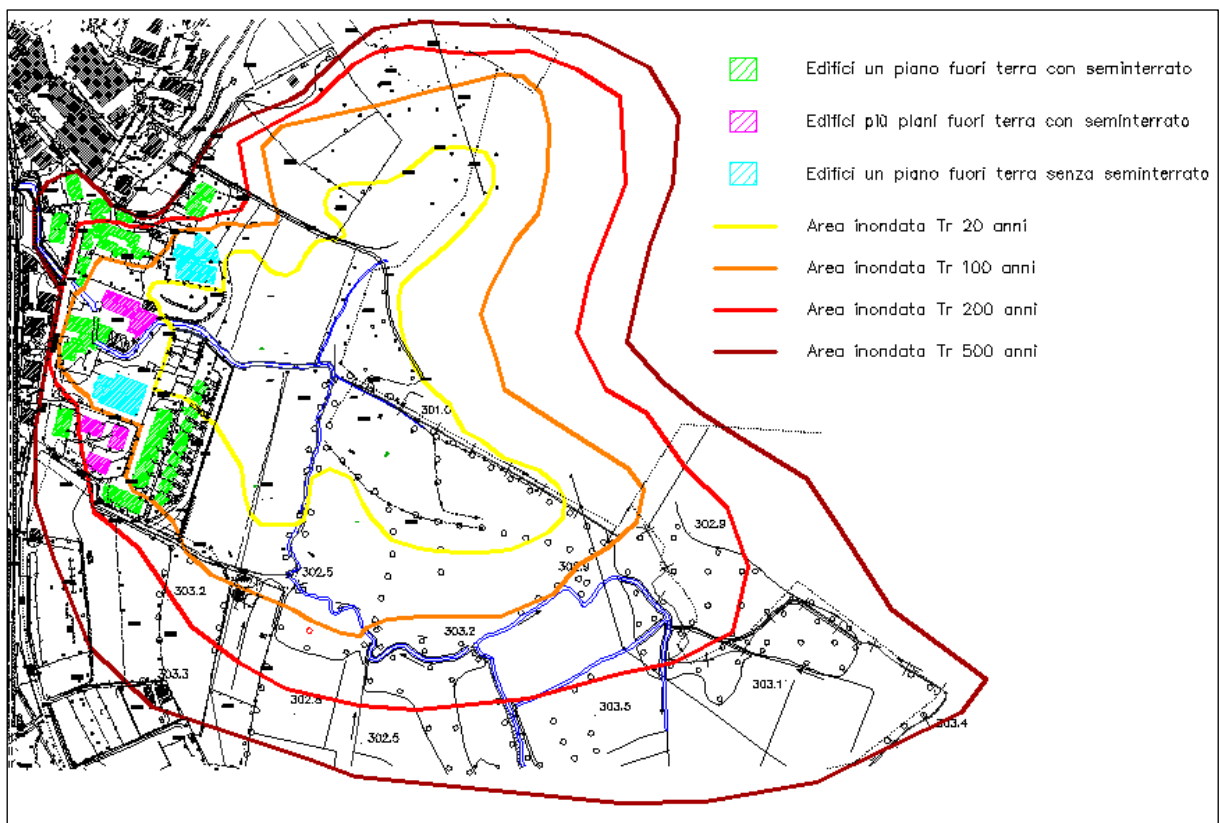 Edifici un piano fuori terra con seminterrato
Edifici più piani fuori terra con seminterrato
Edifici un piano fuori terra senza seminterrato
Area inondata Tr 20 anni
Area inondata Tr 100 anni
Area inondata Tr 200 anni
Area inondata Tr 500 anni
301.0
302.9
302.5
302.9
303.2
303.2
303.3
302.8
303.1
303.5
303.4
302.5